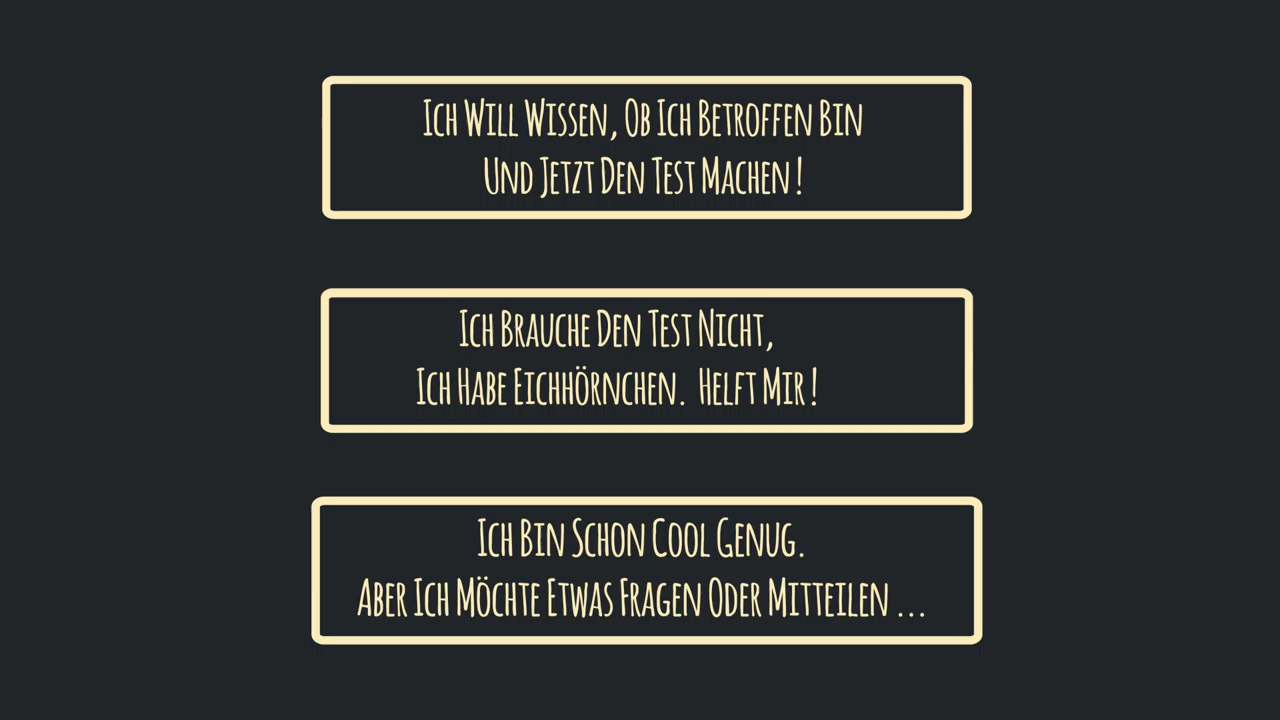 Ich Will Wissen, Ob Ich Betroffen Bin
Und Jetzt Den Test Machen !
Ich Brauche Den Test Nicht,
Ich Habe Eichhörnchen. Helft Mir !
Ich Bin Schon Cool Genug.
Aber Ich Möchte Etwas Fragen Oder Mitteilen ...